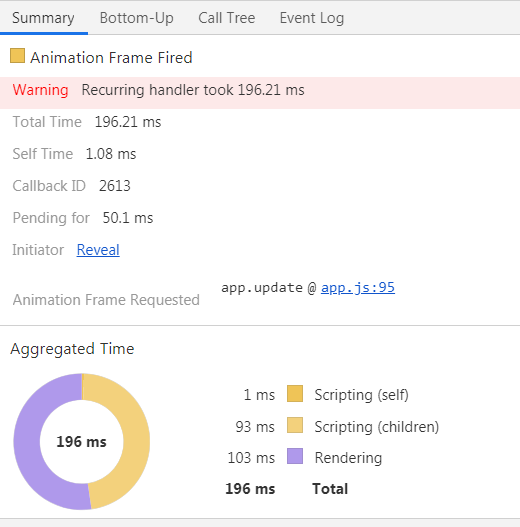 Summary Bottom-Up Call Tree Event Log
Animation Frame Fired
Warning Recurring handler took 196.21 ms
Total Time 196.21 ms
Self Time 1.08 ms
Callback ID 2613
Pending for 50.1 ms
Initiator Reveal
Animation Frame Requested app.update @ app.js:95
Aggregated Time
196 ms
1 ms Scripting (self)
93 ms Scripting (children)
103 ms Rendering
196 ms Total